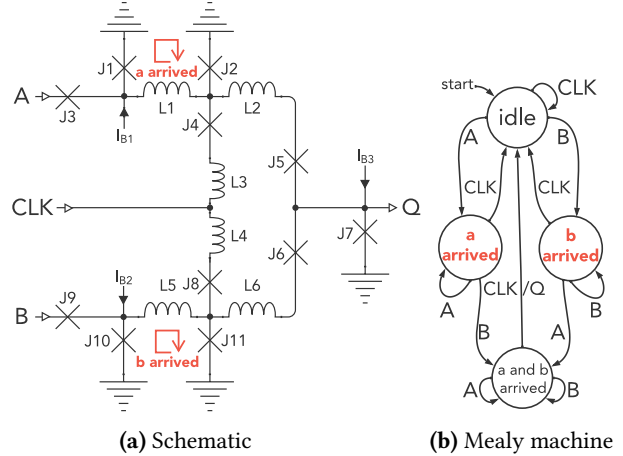 J1
a arrived
J2
A
J3
L1
L2
I_B1
J4
J5
L3
I_B3
CLK
Q
L4
J6
J7
I_B2
J9
L5
J8
L6
B
J10
b arrived
J11
(a) Schematic
start
CLK
idle
A
B
CLK
CLK
a
arrived
b
arrived
A
CLK /Q
B
B
A
a and b
arrived
A
B
(b) Mealy machine